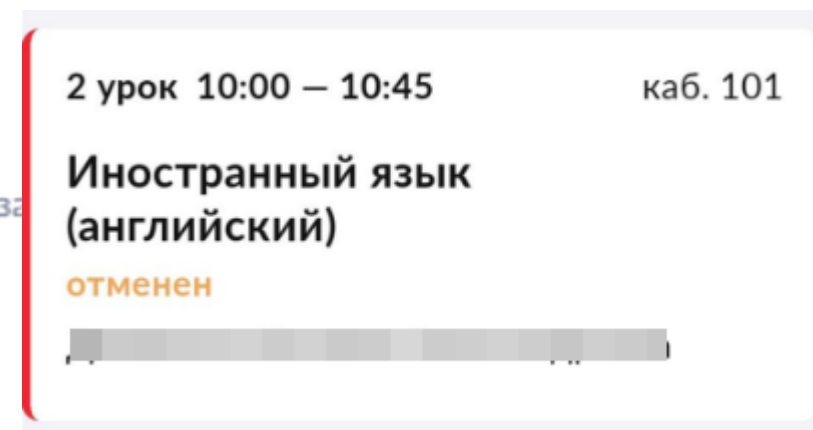 2 урок 10:00 — 10:45 каб. 101
Иностранный язык
(английский)
отменен